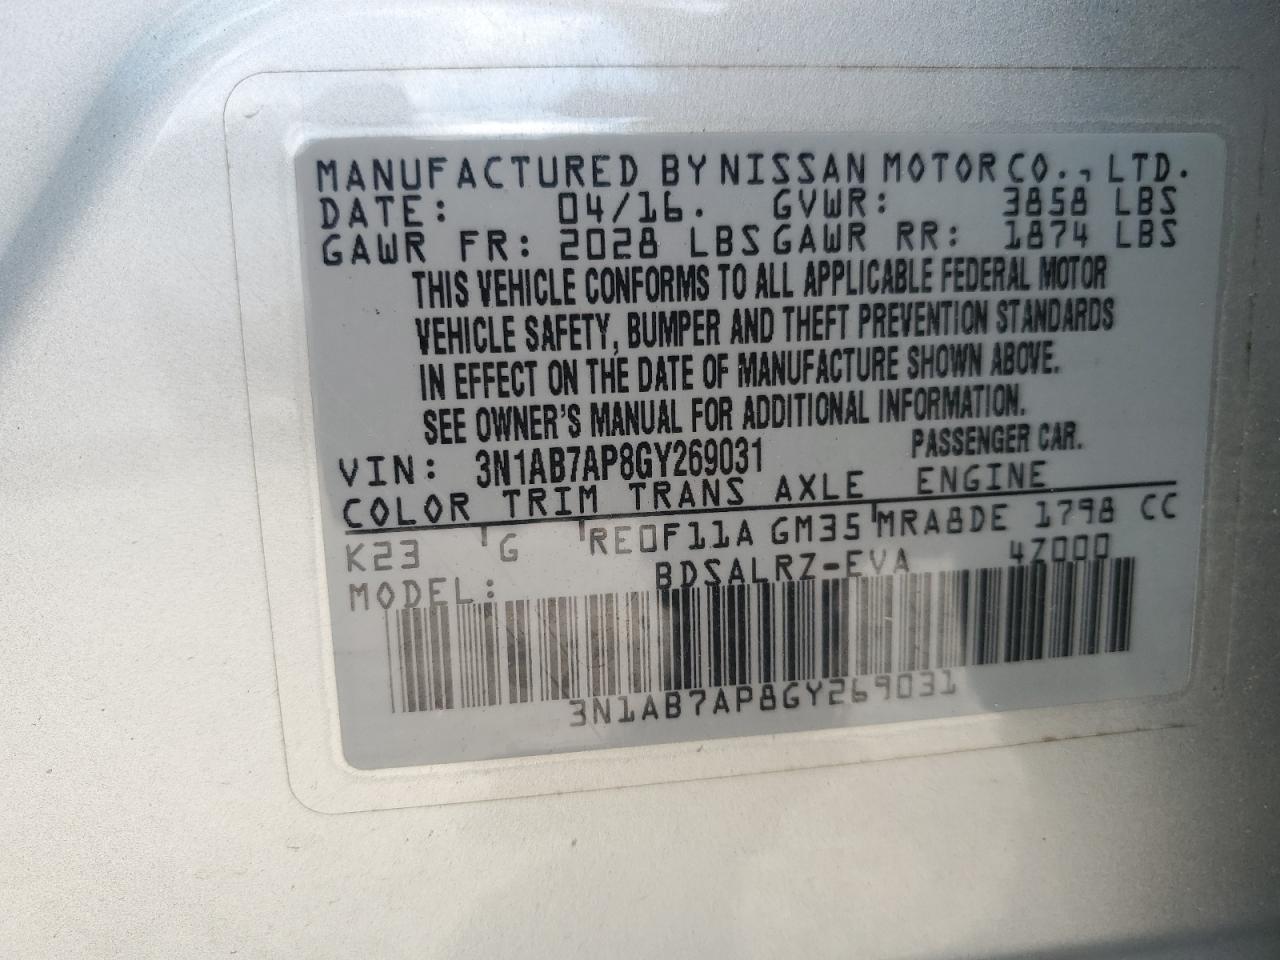 MANUFACTURED BY NISSAN MOTOR CO., LTD.
DATE: 04/16. GVWR: 3858 LBS
GAWR FR: 2028 LBS GAWR RR: 1874 LBS
THIS VEHICLE CONFORMS TO ALL APPLICABLE FEDERAL MOTOR
VEHICLE SAFETY, BUMPER AND THEFT PREVENTION STANDARDS
IN EFFECT ON THE DATE OF MANUFACTURE SHOWN ABOVE.
SEE OWNER'S MANUAL FOR ADDITIONAL INFORMATION.
VIN: 3N1AB7AP8GY269031 PASSENGER CAR.
COLOR TRIM TRANS AXLE ENGINE
K23 G RE0F11A GM35 MRA8DE 1798 CC
MODEL: BDSALRZ-EVA 4Z000
3N1AB7AP8GY269031